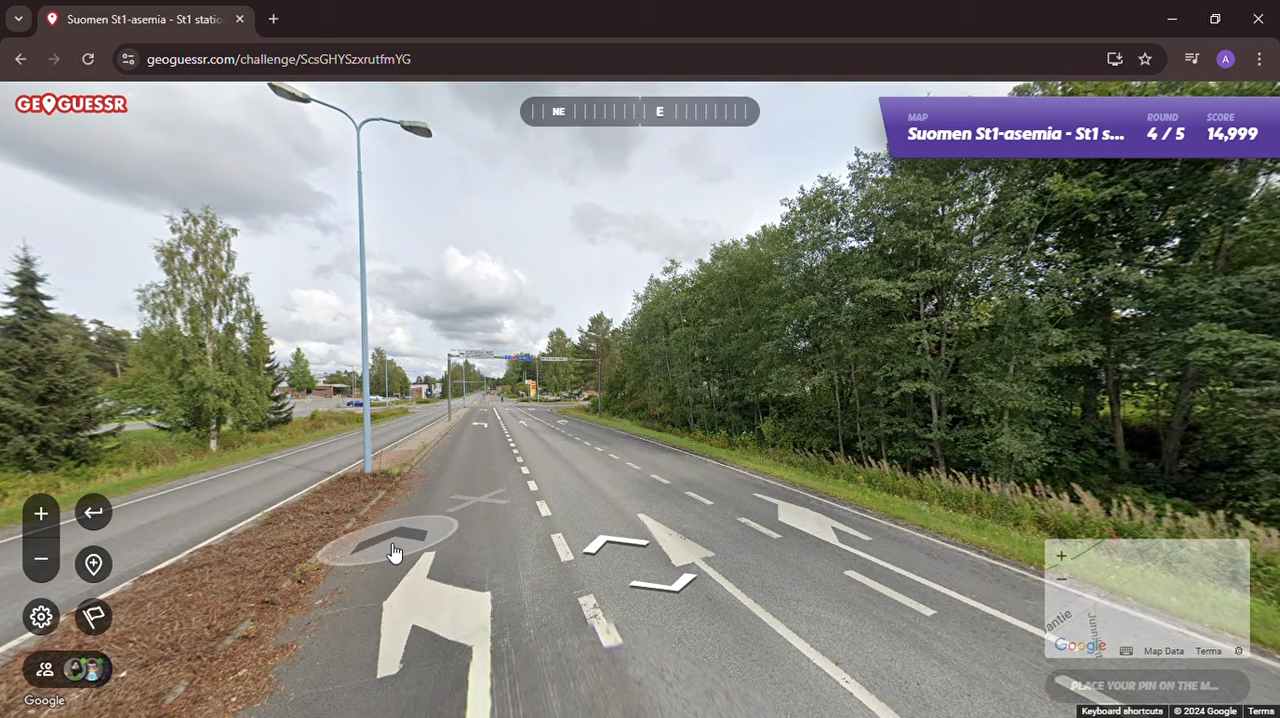 Suomen St1-asemia - St1 statio
geoguessr.com/challenge/ScsGHYSzxrutfmYG
A
GEOGUESSR
NE
E
MAP
ROUND
SCORE
Suomen St1-asemia - St1 s...
4 / 5
14,999
antie
Junni
Google
Map Data
Terms
PLACE YOUR PIN ON THE M...
Google
Keyboard shortcuts
© 2024 Google
Terms